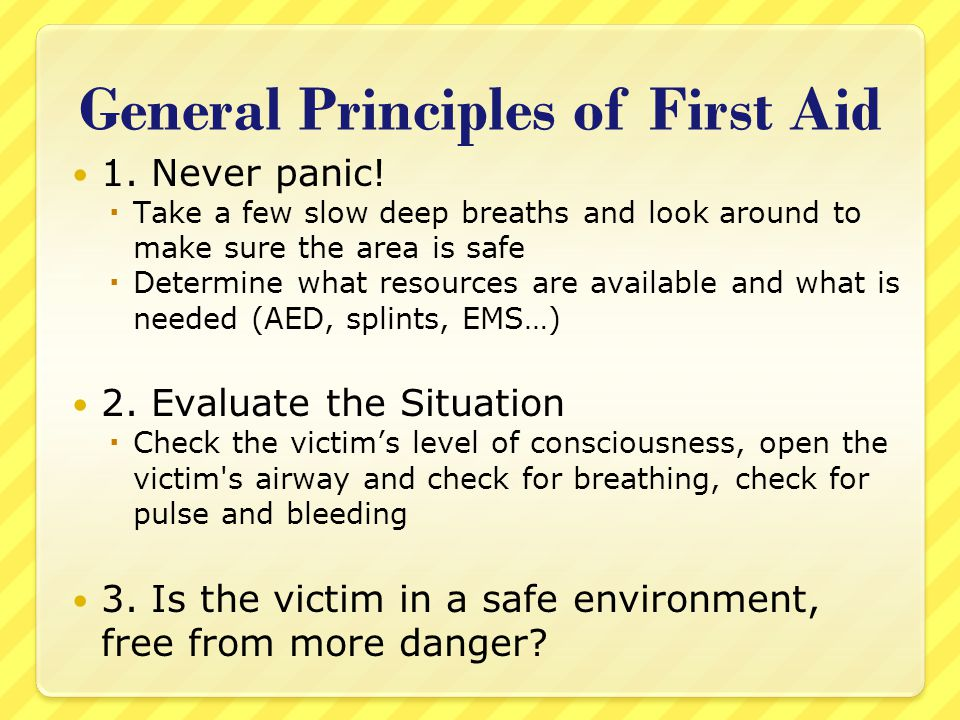 General Principles of First Aid
• 1. Never panic!
▪ Take a few slow deep breaths and look around to
make sure the area is safe
▪ Determine what resources are available and what is
needed (AED, splints, EMS…)
• 2. Evaluate the Situation
▪ Check the victim’s level of consciousness, open the
victim's airway and check for breathing, check for
pulse and bleeding
• 3. Is the victim in a safe environment,
free from more danger?